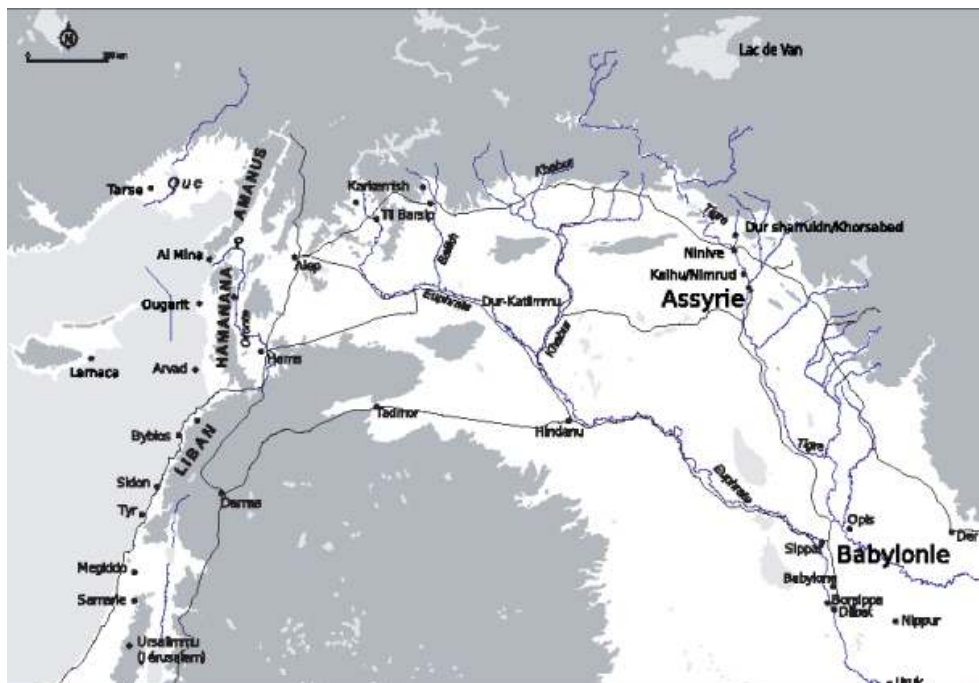 N
Lac de Van
Khabur
Tarse
Que
AMANUS
Karkemish
Til Barsip
Balikh
Tigre
Dur sharrukin/Khorsabad
Ninive
Al Mina
Alep
Kalhu/Nimrud
Assyrie
Ougarit
HAMANANA
Oronte
Euphrate
Dur-Katlimmu
Khabur
Larnaca
Arvad
Hama
Tadmor
Hindanu
Byblos
LIBAN
Tigre
Sidon
Damas
Euphrate
Tyr
Opis
Der
Sippar
Babylonie
Megiddo
Babylone
Samarie
Borsippa
Dilbat
Nippur
Ursalimmu
(Jérusalem)
Uruk